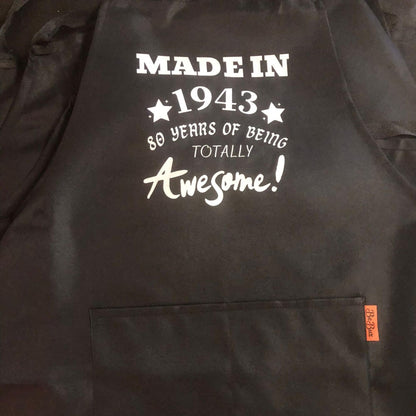 MADE IN
1943
80 YEARS OF BEING
TOTALLY
Awesome!